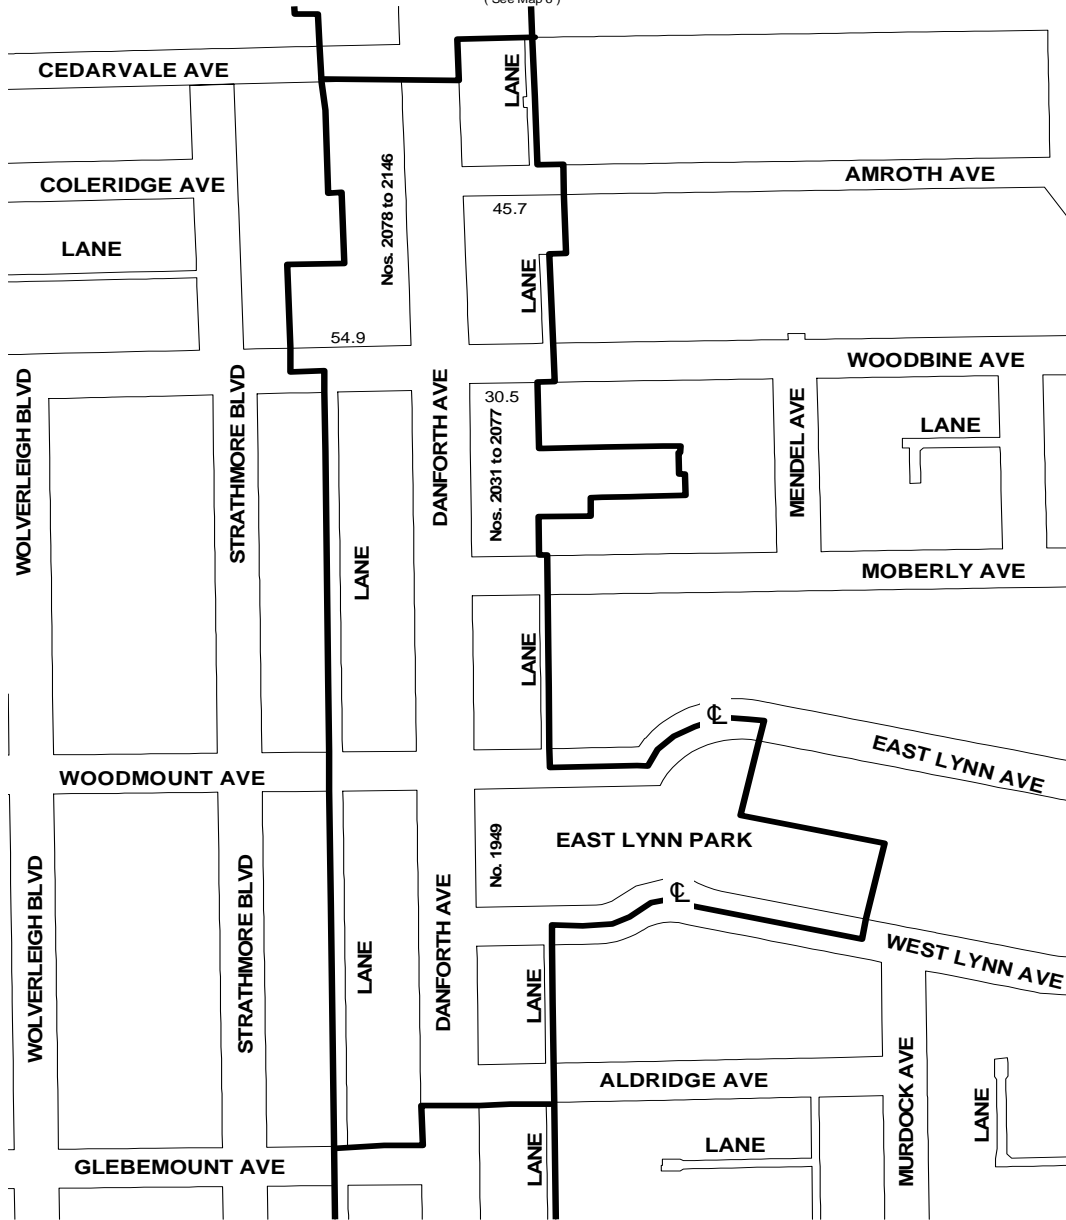 ( See Map 8 )
CEDARVALE AVE
LANE
COLERIDGE AVE
Nos. 2078 to 2146
AMROTH AVE
45.7
LANE
LANE
54.9
WOODBINE AVE
WOLVERLEIGH BLVD
STRATHMORE BLVD
DANFORTH AVE
30.5
Nos. 2031 to 2077
MENDEL AVE
LANE
LANE
MOBERLY AVE
LANE
℄
EAST LYNN AVE
WOODMOUNT AVE
No. 1949
EAST LYNN PARK
WOLVERLEIGH BLVD
STRATHMORE BLVD
LANE
DANFORTH AVE
℄
WEST LYNN AVE
LANE
ALDRIDGE AVE
MURDOCK AVE
LANE
LANE
LANE
GLEBEMOUNT AVE